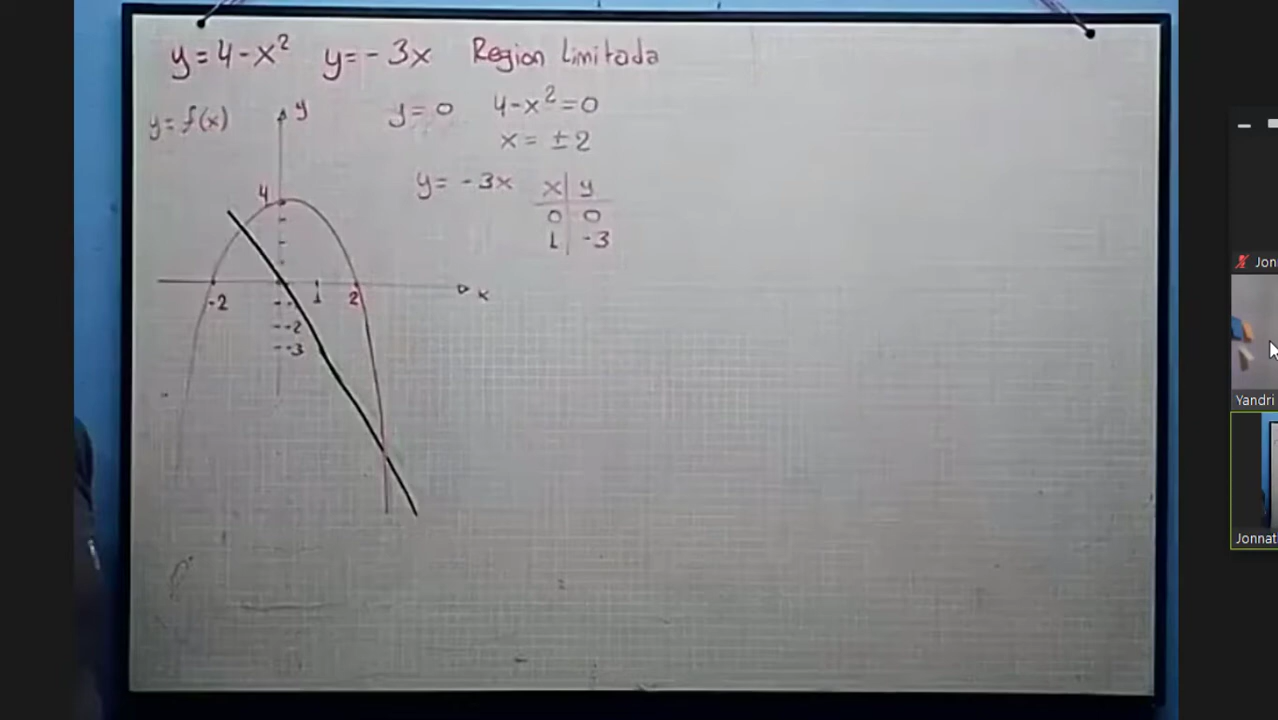 y = 4 - x² y = - 3x Region Limitada
y = f(x) y y = 0 4 - x² = 0
x = ± 2
4 y = - 3x x y
0 0
1 -3
-2 1 2 x
-2
-3
Jon
Yandri
Jonnat